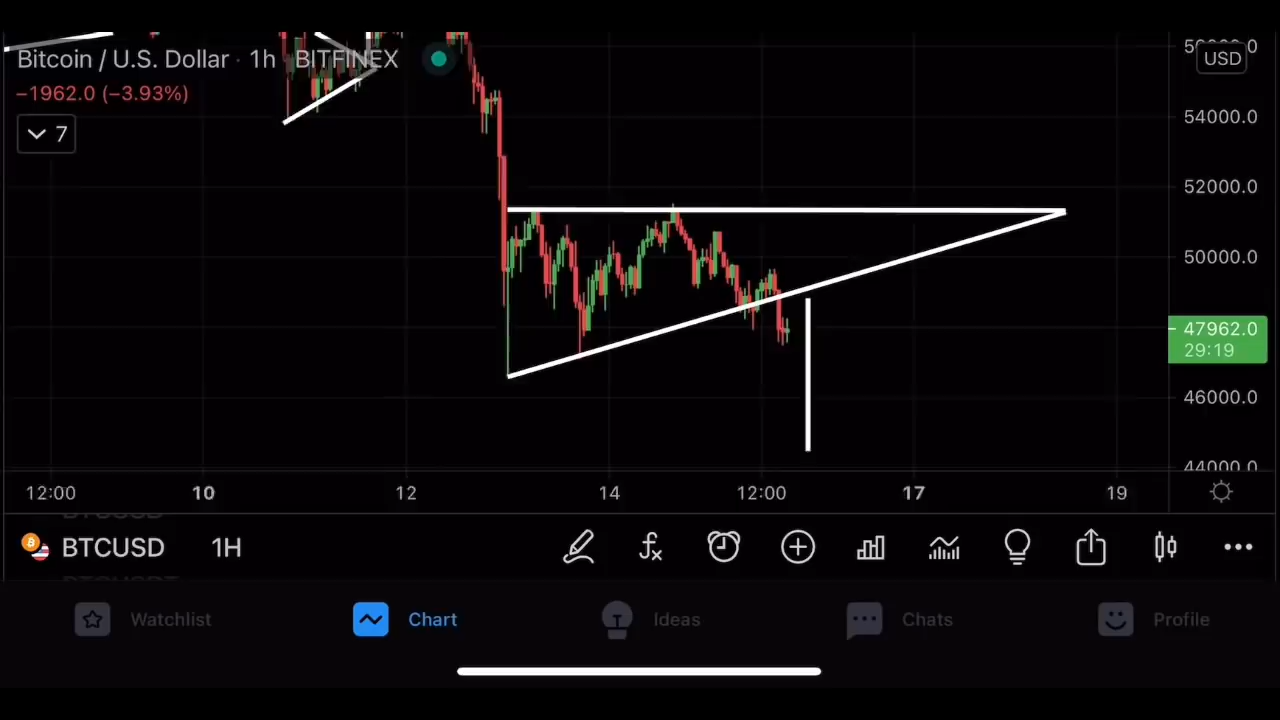 Bitcoin / U.S. Dollar · 1h · BITFINEX
USD
−1962.0 (−3.93%)
7
54000.0
52000.0
50000.0
47962.0
29:19
46000.0
44000.0
12:00 10 12 14 12:00 17 19
BTCUSD 1H
Watchlist Chart Ideas Chats Profile